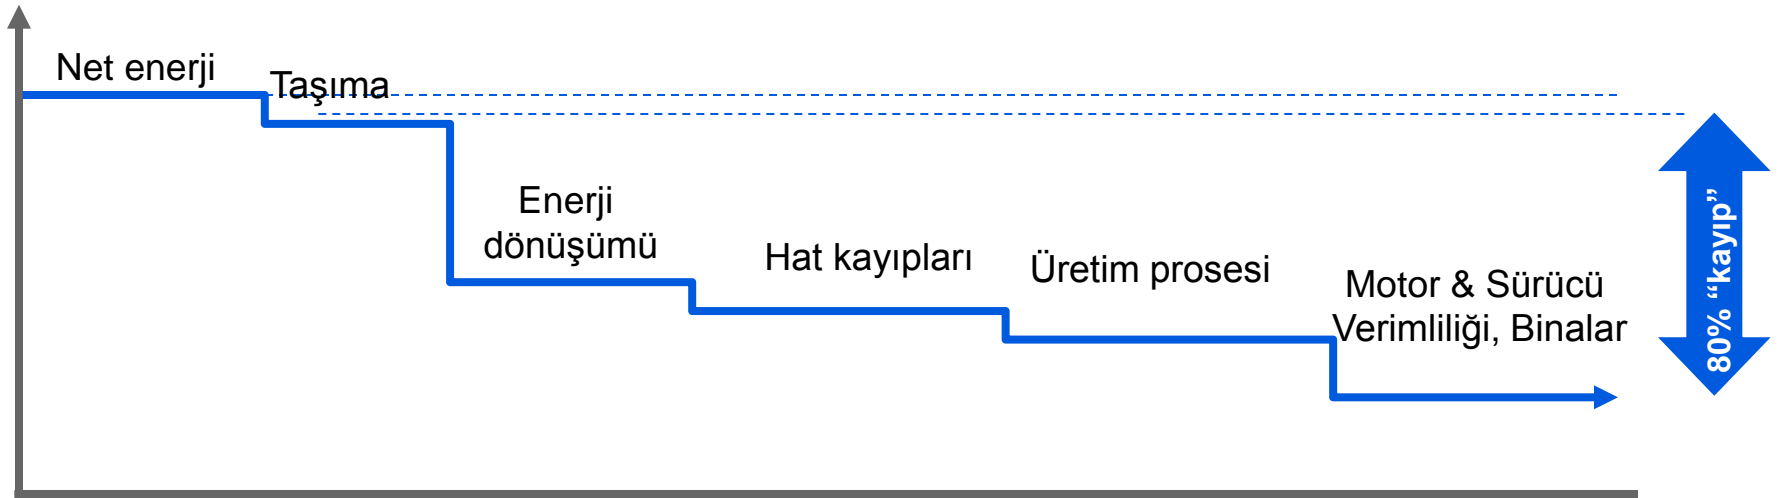 Net enerji
Taşıma
Enerji
dönüşümü
Hat kayıpları
Üretim prosesi
Motor & Sürücü
Verimliliği, Binalar
80% “kayıp”